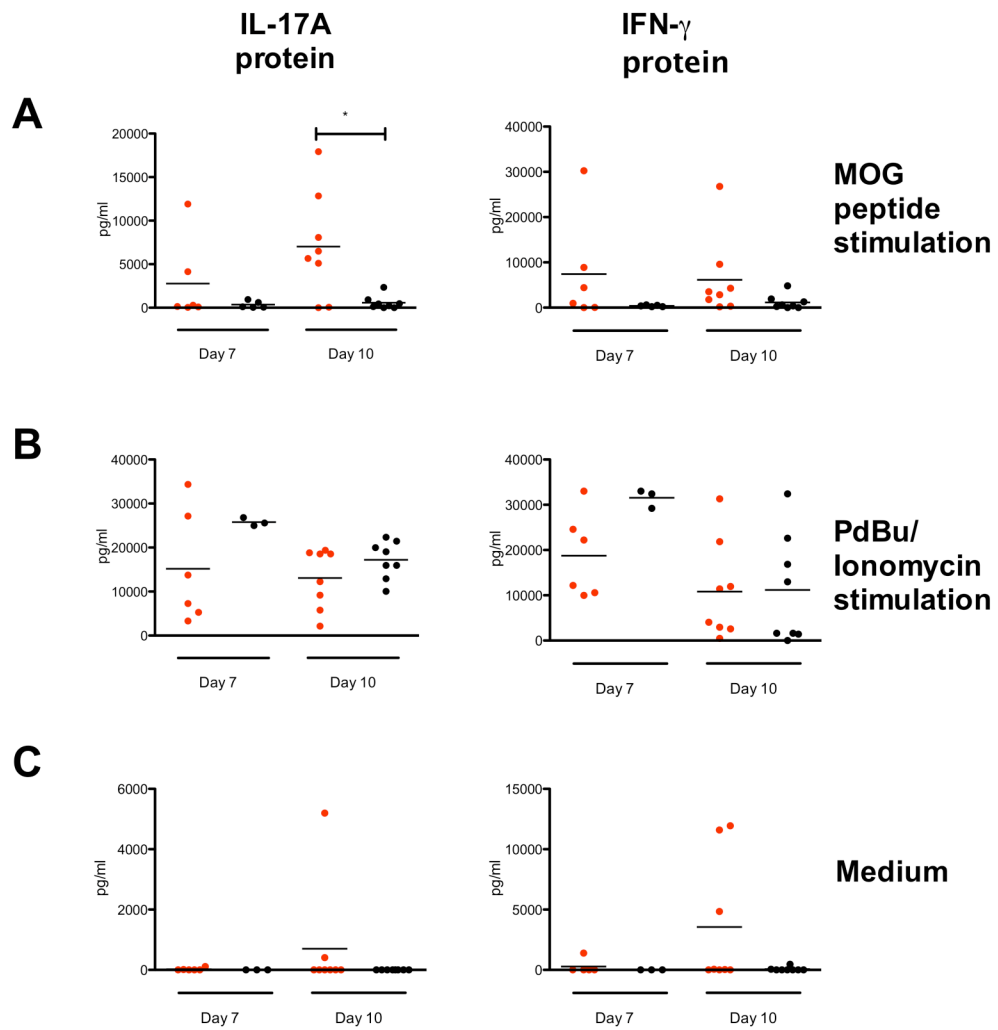 IL-17A
protein
IFN-γ
protein
A
*
20000
15000
10000
5000
0
pg/ml
Day 7
Day 10
40000
30000
20000
10000
0
pg/ml
Day 7
Day 10
MOG
peptide
stimulation
B
40000
30000
20000
10000
0
pg/ml
Day 7
Day 10
40000
30000
20000
10000
0
pg/ml
Day 7
Day 10
PdBu/
Ionomycin
stimulation
C
6000
4000
2000
0
pg/ml
Day 7
Day 10
15000
10000
5000
0
pg/ml
Day 7
Day 10
Medium